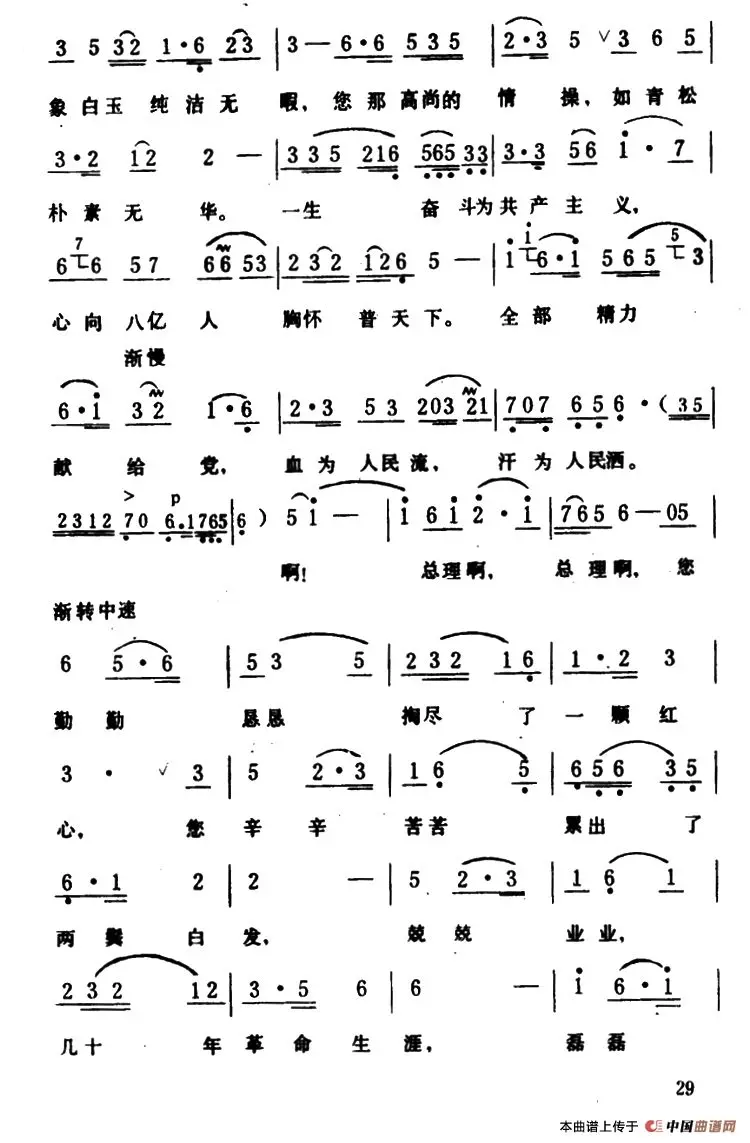 3 5 32 1·6 23 | 3 — 6·6 535 | 2·3 5 ∨ 3 6 5
象白玉 纯洁无 暇, 您那高尚的 情 操, 如青松
3·2 12 2 — | 335 216 565 33 | 3·3 56 1·7
朴素无 华。 一生 奋斗为 共产主义,
7
6 6 57 66 53 | 232 126 5 — | 1 6·1 565 3
心向八亿人 胸怀普天下。 全部 精力
渐慢
6·1 32 1·6 | 2·3 53 203 21 | 707 656·(35
献 给 党, 血为人民流, 汗为人民洒。
2312 70 6.1765 | 6) 5 1 — | 1 61 2·1 | 765 6—05
啊! 总理啊, 总理啊, 您
渐转中速
6 5·6 | 53 5 | 232 16 | 1·2 3
勤勤 恳恳 掏尽 了一颗红
3· ∨ 3 | 5 2·3 | 16 5 | 656 35
心, 您 辛辛 苦苦 累出 了
6·1 2 | 2 — | 5 2·3 | 16 1
两鬓 白发, 兢兢 业业,
232 12 | 3·5 6 | 6 — | 1 6·1
几十 年革命生涯, 磊磊
29
本曲谱上传于 中国曲谱网